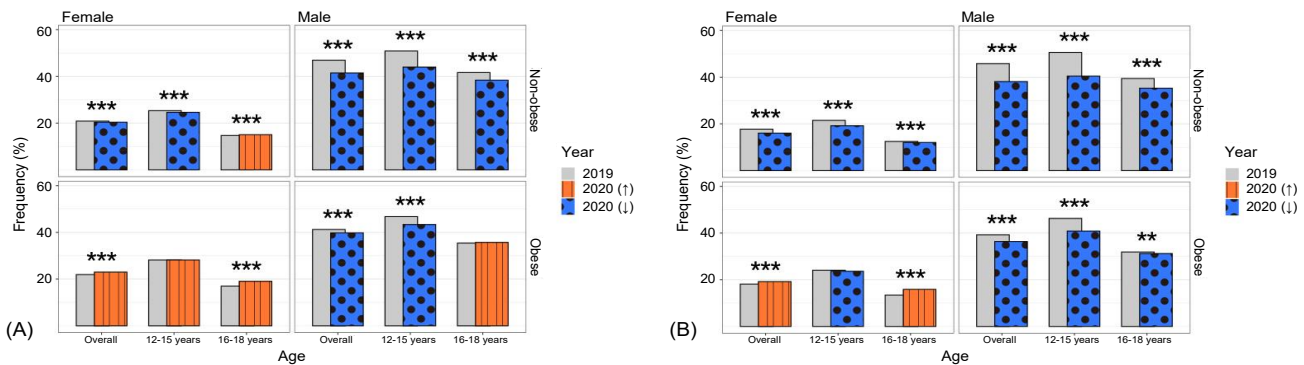 Female
Male
60
***
***
***
40
***
***
***
20
Non-obese
60
***
***
40
***
***
20
Obese
Frequency (%)
Overall
12-15 years
16-18 years
Overall
12-15 years
16-18 years
Age
(A)
Year
2019
2020 (↑)
2020 (↓)
Female
Male
60
***
***
***
40
***
***
***
20
Non-obese
60
***
***
**
40
***
***
20
Obese
Frequency (%)
Overall
12-15 years
16-18 years
Overall
12-15 years
16-18 years
Age
(B)
Year
2019
2020 (↑)
2020 (↓)